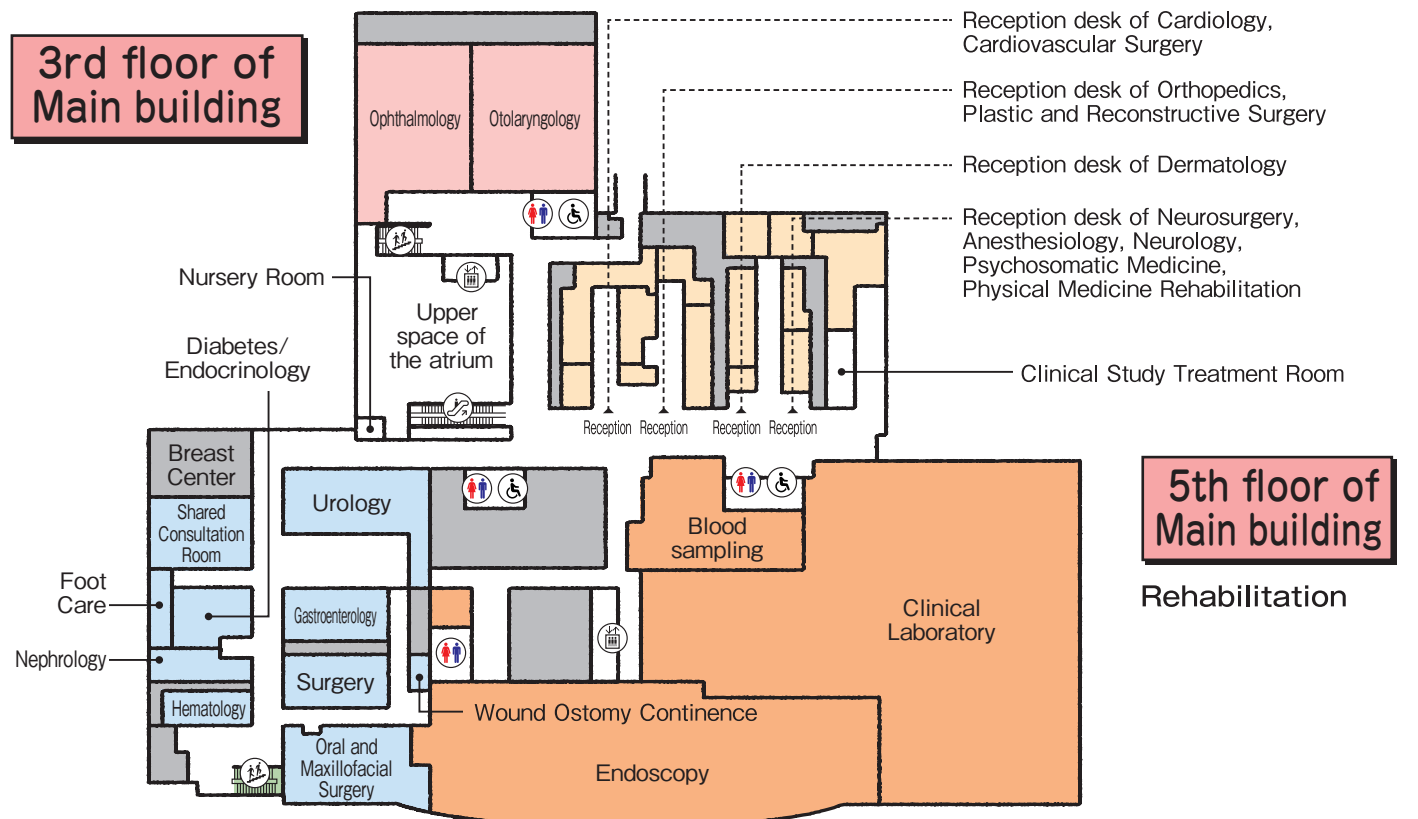 3rd floor of
Main building
Ophthalmology
Otolaryngology
Reception desk of Cardiology,
Cardiovascular Surgery
Reception desk of Orthopedics,
Plastic and Reconstructive Surgery
Reception desk of Dermatology
Reception desk of Neurosurgery,
Anesthesiology, Neurology,
Psychosomatic Medicine,
Physical Medicine Rehabilitation
Nursery Room
Upper
space of
the atrium
Diabetes/
Endocrinology
Clinical Study Treatment Room
Reception
Reception
Reception
Reception
Breast
Center
Shared
Consultation
Room
Urology
Blood
sampling
5th floor of
Main building
Rehabilitation
Foot
Care
Gastroenterology
Clinical
Laboratory
Nephrology
Surgery
Hematology
Wound Ostomy Continence
Oral and
Maxillofacial
Surgery
Endoscopy